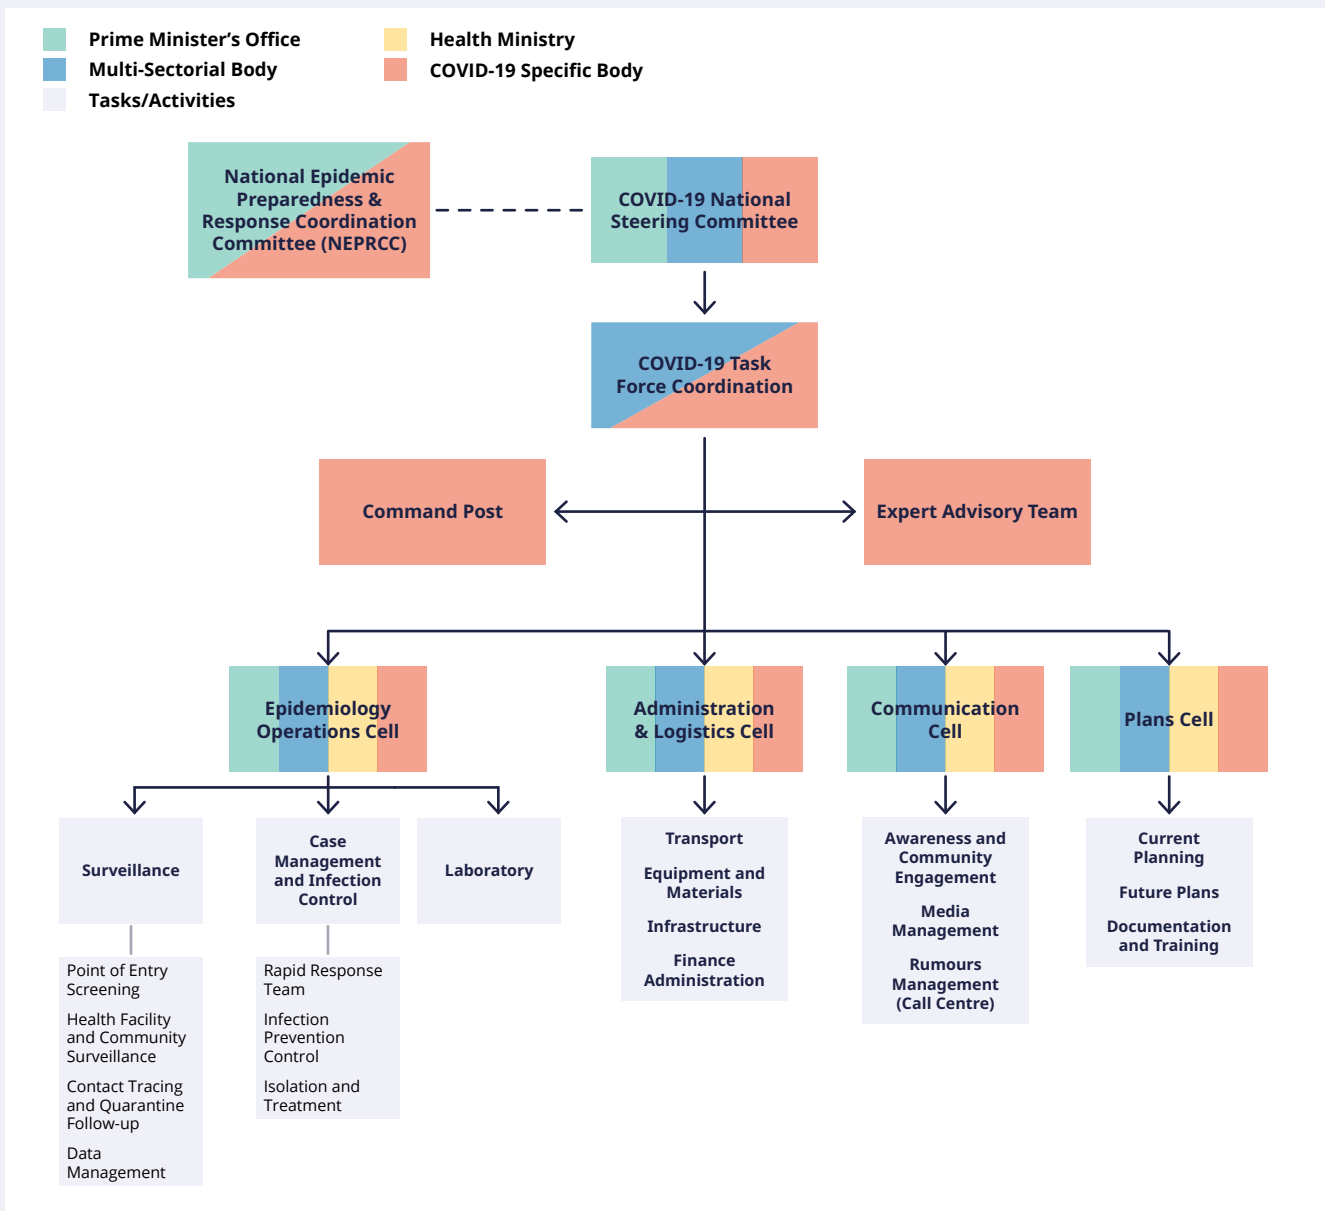 Prime Minister’s Office
Multi-Sectorial Body
Tasks/Activities
Health Ministry
COVID-19 Specific Body
National Epidemic
Preparedness &
Response Coordination
Committee (NEPRCC)
COVID-19 National
Steering Committee
COVID-19 Task
Force Coordination
Command Post
Expert Advisory Team
Epidemiology
Operations Cell
Administration
& Logistics Cell
Communication
Cell
Plans Cell
Surveillance
Case
Management
and Infection
Control
Laboratory
Transport
Equipment and
Materials
Infrastructure
Finance
Administration
Awareness and
Community
Engagement
Media
Management
Rumours
Management
(Call Centre)
Current
Planning
Future Plans
Documentation
and Training
Point of Entry
Screening
Health Facility
and Community
Surveillance
Contact Tracing
and Quarantine
Follow-up
Data
Management
Rapid Response
Team
Infection
Prevention
Control
Isolation and
Treatment